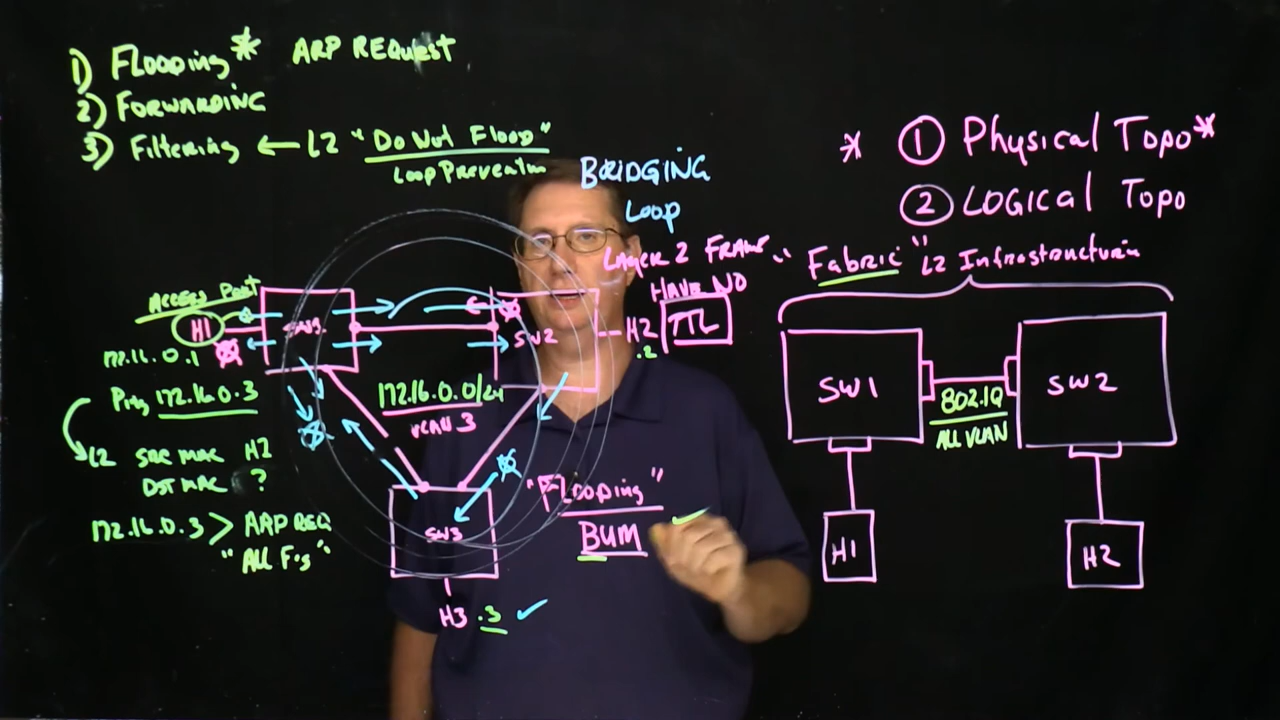 1) Flooding* ARP REQuest
2) FORWARDING
3) Filtering ← L2 "Do Not Flood"
Loop Prevention
BRIDGING
Loop
Layer 2 FRAMES
HAVE NO
TTL
ACCESS Port
H1
SW1
SW2
H2
.2
172.16.0.1
Ping 172.16.0.3
172.16.0.0/24
VLAN 3
L2 SRC MAC H2
DST MAC ?
172.16.0.3 > ARP REQ
"ALL F's"
SW3
H3 .3 ✓
"Flooding"
BUM ✓
* 1 Physical Topo*
2 LOGICAL Topo
"Fabric" L2 Infrastructure
SW1
802.1Q
ALL VLAN
SW2
H1
H2